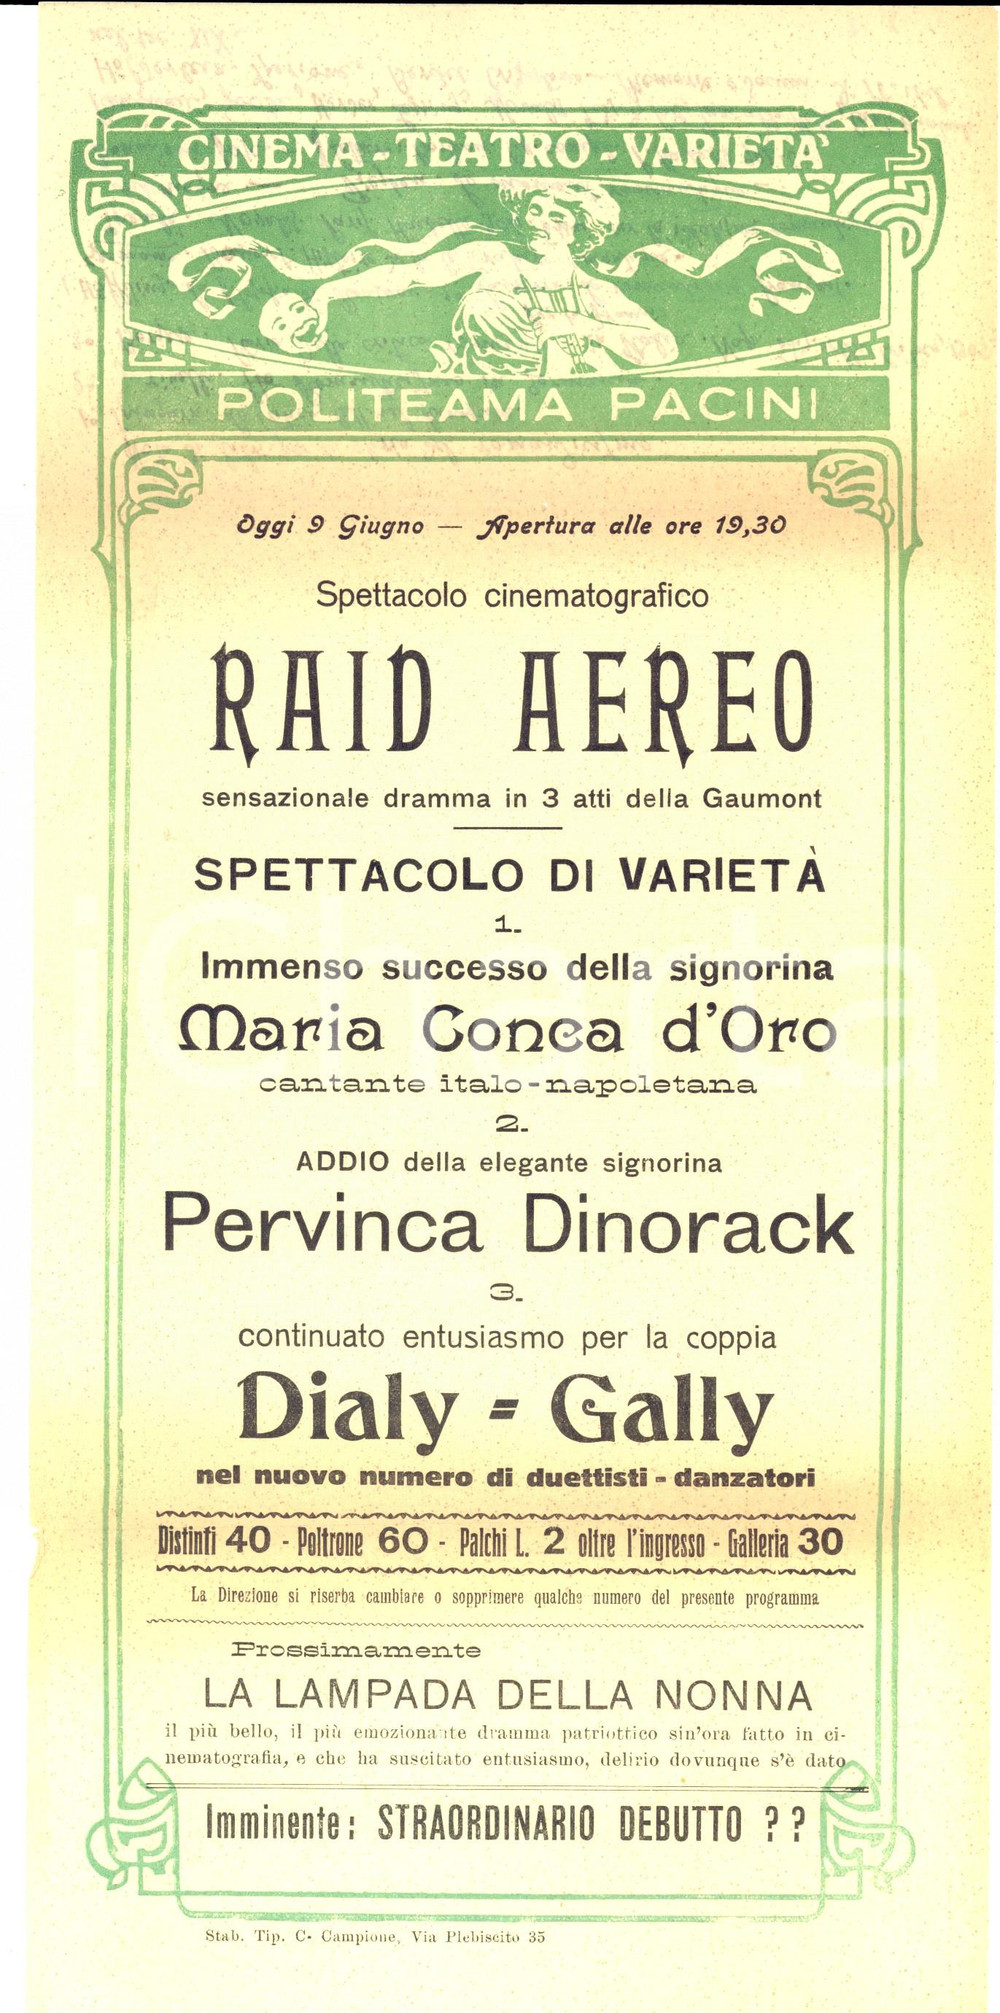 CINEMA - TEATRO - VARIETA'
POLITEAMA PACINI
Oggi 9 Giugno — Apertura alle ore 19,30
Spettacolo cinematografico
RAID AEREO
sensazionale dramma in 3 atti della Gaumont
SPETTACOLO DI VARIETÀ
1.
Immenso successo della signorina
Maria Conca d'Oro
cantante italo-napoletana
2.
ADDIO della elegante signorina
Pervinca Dinorack
3.
continuato entusiasmo per la coppia
Dialy = Gally
nel nuovo numero di duettisti - danzatori
Distinti 40 - Poltrone 60 - Palchi L. 2 oltre l'ingresso - Galleria 30
La Direzione si riserba cambiare o sopprimere qualche numero del presente programma
Prossimamente
LA LAMPADA DELLA NONNA
il più bello, il più emozionante dramma patriottico sin'ora fatto in ci-
nematografia, e che ha suscitato entusiasmo, delirio dovunque s'è dato
Imminente: STRAORDINARIO DEBUTTO ? ?
Stab. Tip. C. Campione, Via Plebiscito 35